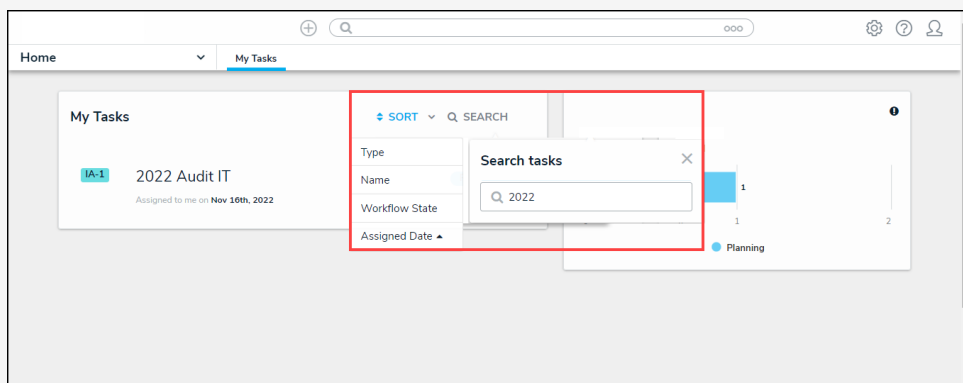 ooo
Home
My Tasks
My Tasks
SORT
SEARCH
Type
Name
Workflow State
Assigned Date
Search tasks
2022
IA-1
2022 Audit IT
Assigned to me on Nov 16th, 2022
1
1
2
Planning